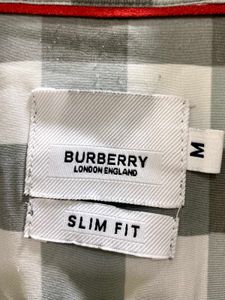 BURBERRY
LONDON ENGLAND
M
SLIM FIT